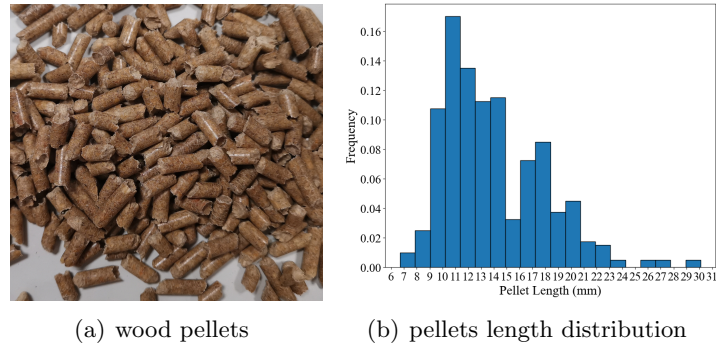 0.16
0.14
0.12
0.10
0.08
0.06
0.04
0.02
0.00
Frequency
6 7 8 9 10 11 12 13 14 15 16 17 18 19 20 21 22 23 24 25 26 27 28 29 30 31
Pellet Length (mm)
(a) wood pellets
(b) pellets length distribution